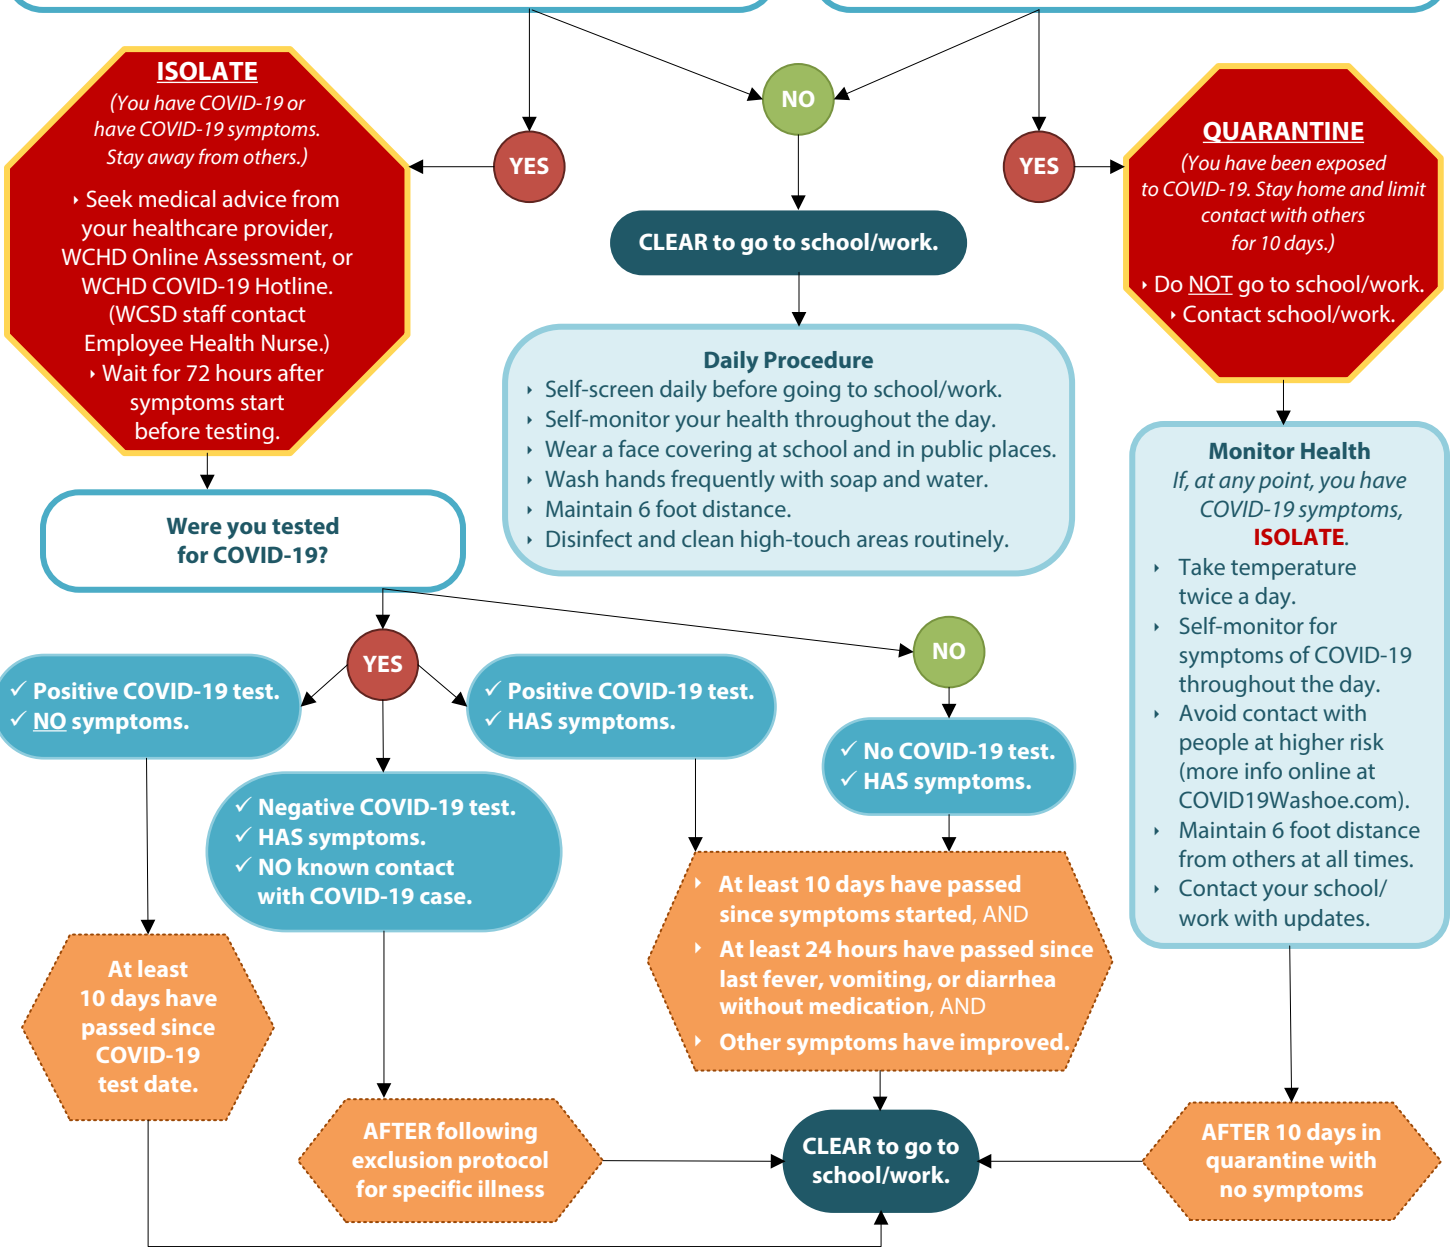 ISOLATE
(You have COVID-19 or
have COVID-19 symptoms.
Stay away from others.)
‣ Seek medical advice from
your healthcare provider,
WCHD Online Assessment, or
WCHD COVID-19 Hotline.
(WCSD staff contact
Employee Health Nurse.)
‣ Wait for 72 hours after
symptoms start
before testing.
YES
NO
YES
QUARANTINE
(You have been exposed
to COVID-19. Stay home and limit
contact with others
for 10 days.)
‣ Do NOT go to school/work.
‣ Contact school/work.
CLEAR to go to school/work.
Daily Procedure
‣ Self-screen daily before going to school/work.
‣ Self-monitor your health throughout the day.
‣ Wear a face covering at school and in public places.
‣ Wash hands frequently with soap and water.
‣ Maintain 6 foot distance.
‣ Disinfect and clean high-touch areas routinely.
Monitor Health
If, at any point, you have
COVID-19 symptoms,
ISOLATE.
‣ Take temperature
twice a day.
‣ Self-monitor for
symptoms of COVID-19
throughout the day.
‣ Avoid contact with
people at higher risk
(more info online at
COVID19Washoe.com).
‣ Maintain 6 foot distance
from others at all times.
‣ Contact your school/
work with updates.
Were you tested
for COVID-19?
YES
NO
✓ Positive COVID-19 test.
✓ NO symptoms.
✓ Positive COVID-19 test.
✓ HAS symptoms.
✓ No COVID-19 test.
✓ HAS symptoms.
✓ Negative COVID-19 test.
✓ HAS symptoms.
✓ NO known contact
with COVID-19 case.
At least
10 days have
passed since
COVID-19
test date.
‣ At least 10 days have passed
since symptoms started, AND
‣ At least 24 hours have passed since
last fever, vomiting, or diarrhea
without medication, AND
‣ Other symptoms have improved.
AFTER following
exclusion protocol
for specific illness
CLEAR to go to
school/work.
AFTER 10 days in
quarantine with
no symptoms